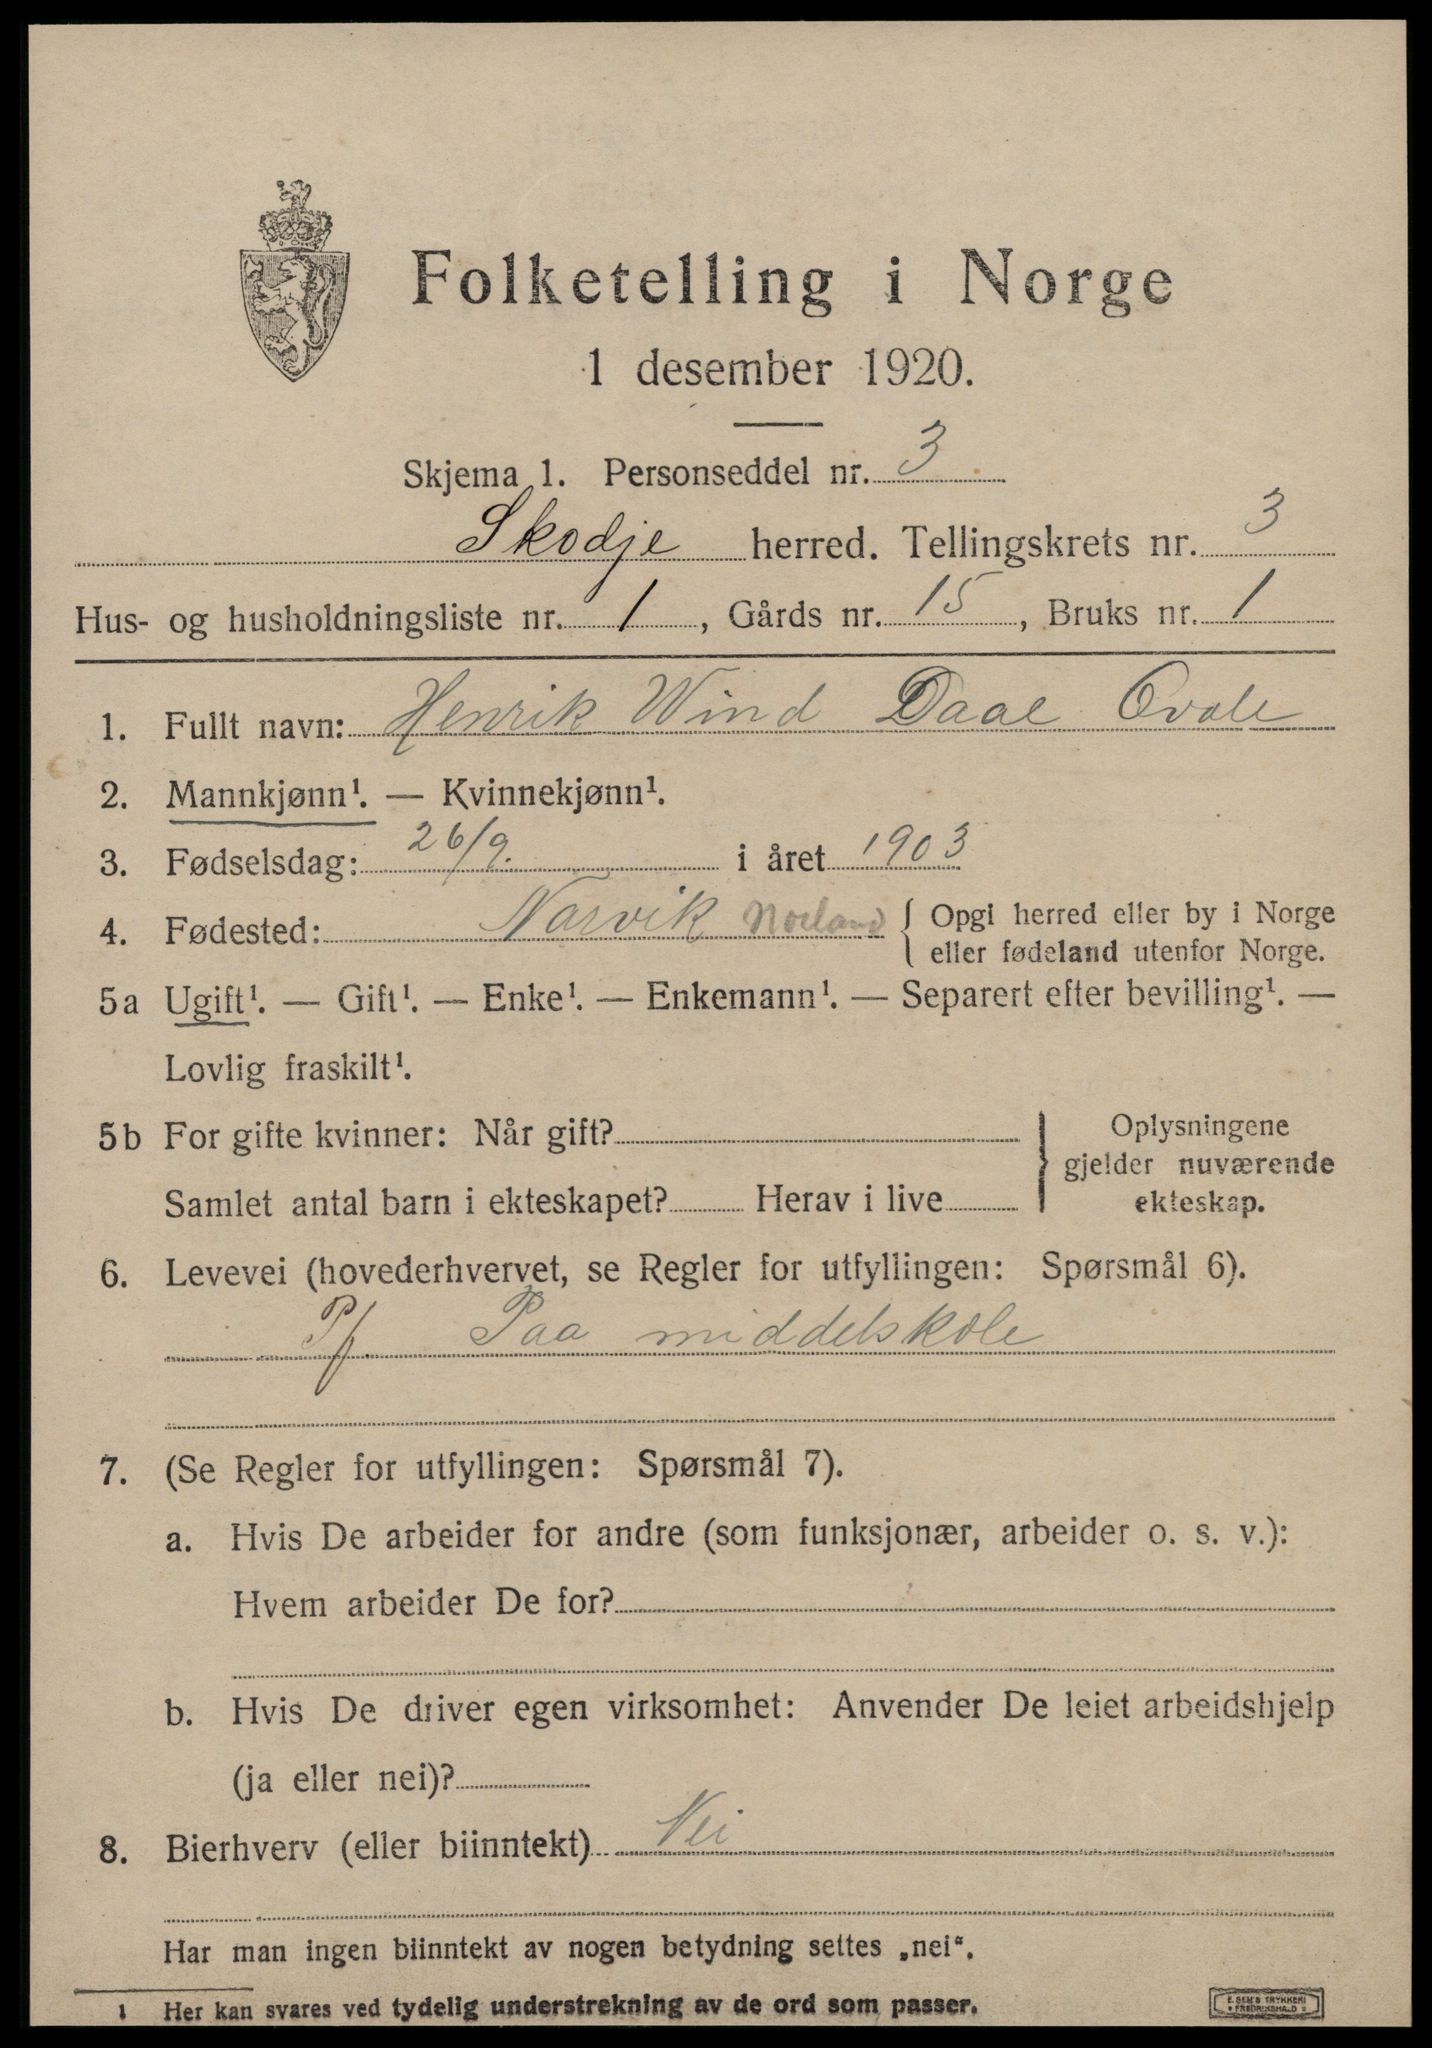 Folketelling i Norge
1 desember 1920.
Skjema 1. Personseddel nr. 3
Skodje herred. Tellingskrets nr. 3
Hus- og husholdningsliste nr. 1, Gårds nr. 15, Bruks nr. 1
1. Fullt navn: Henrik Wind Daae
2. Mannkjønn¹. — Kvinnekjønn¹.
3. Fødselsdag: 26/9. i året 1903
4. Fødested: Narvik Norland { Opgi herred eller by i Norge
eller fødeland utenfor Norge.
5a Ugift¹. — Gift¹. — Enke¹. — Enkemann¹. — Separert efter bevilling¹. —
Lovlig fraskilt¹.
5b For gifte kvinner: Når gift?
Samlet antal barn i ekteskapet? Herav i live
} Oplysningene
gjelder nuværende
ekteskap.
6. Levevei (hovederhvervet, se Regler for utfyllingen: Spørsmål 6).
P/f. Paa middelskole
7. (Se Regler for utfyllingen: Spørsmål 7).
a. Hvis De arbeider for andre (som funksjonær, arbeider o. s. v.):
Hvem arbeider De for?
b. Hvis De driver egen virksomhet: Anvender De leiet arbeidshjelp
(ja eller nei)?
8. Bierhverv (eller biinntekt) Nei
Har man ingen biinntekt av nogen betydning settes „nei“.
1 Her kan svares ved tydelig understrekning av de ord som passer.
E. SEM'S TRYKKERI
FREDRIKSHALD